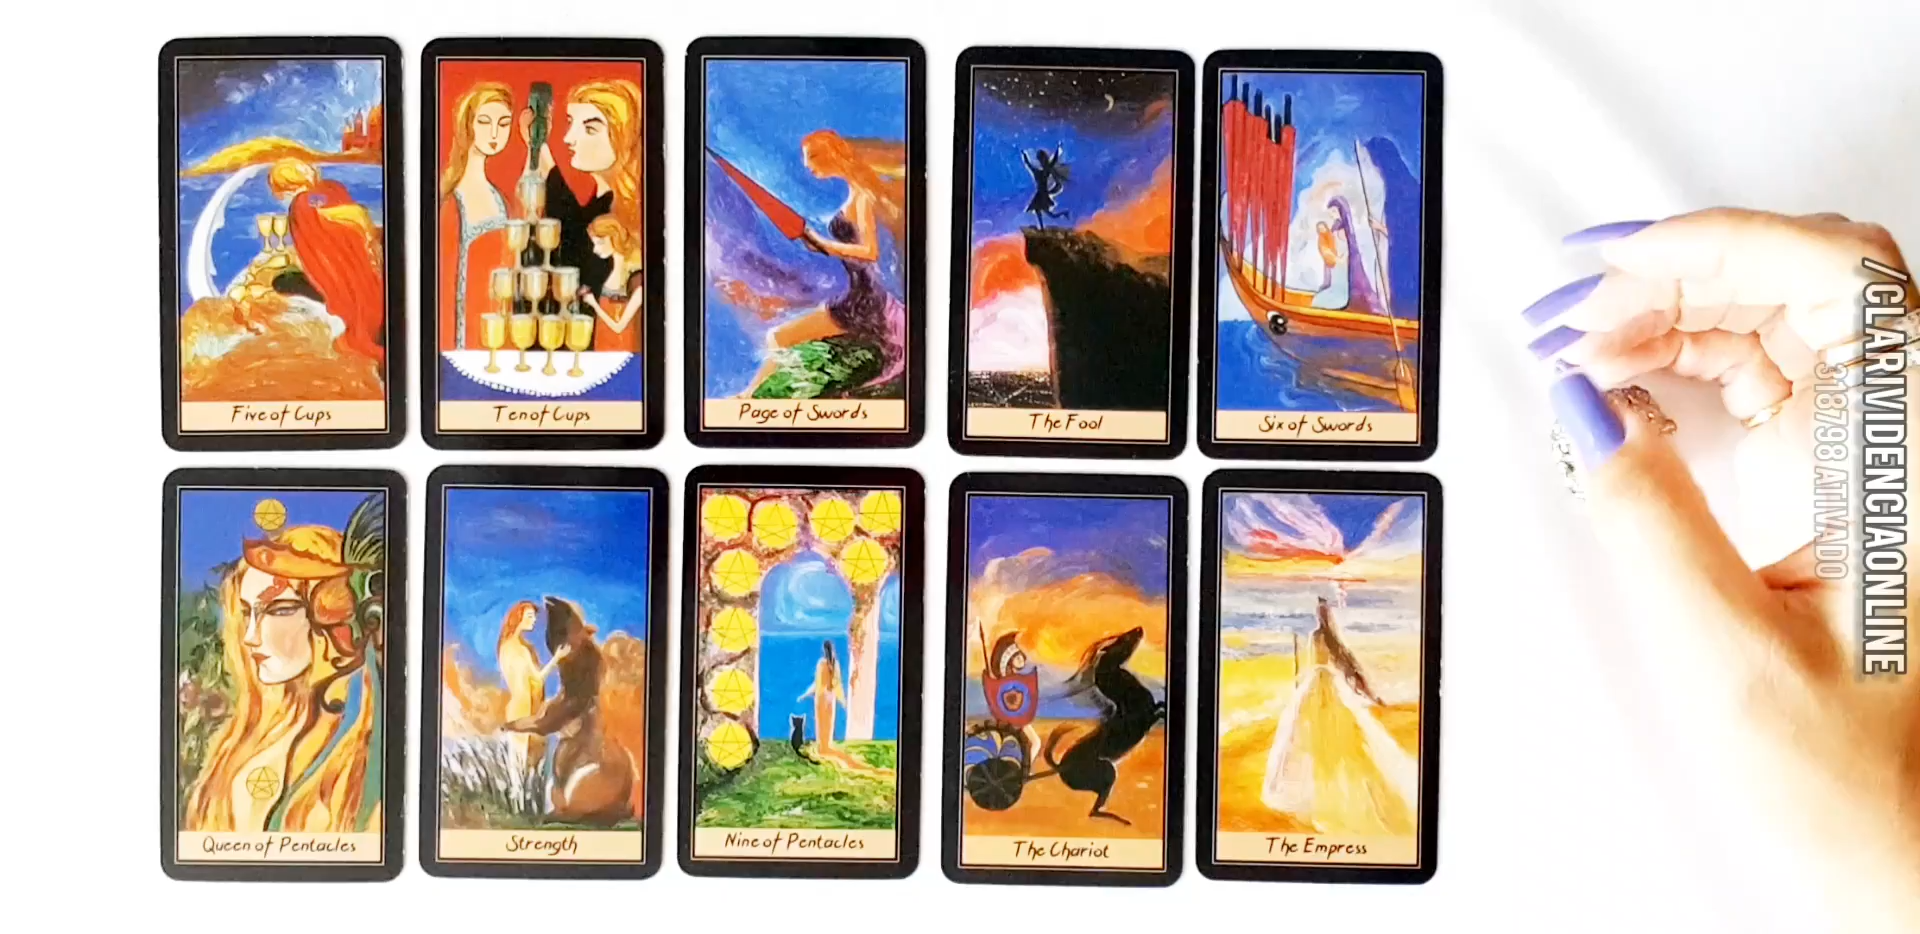 Five of Cups
Ten of Cups
Page of Swords
The Fool
Six of Swords
Queen of Pentacles
Strength
Nine of Pentacles
The Chariot
The Empress
/CLARIVIDENCIAONLINE
318798 ATIVADO